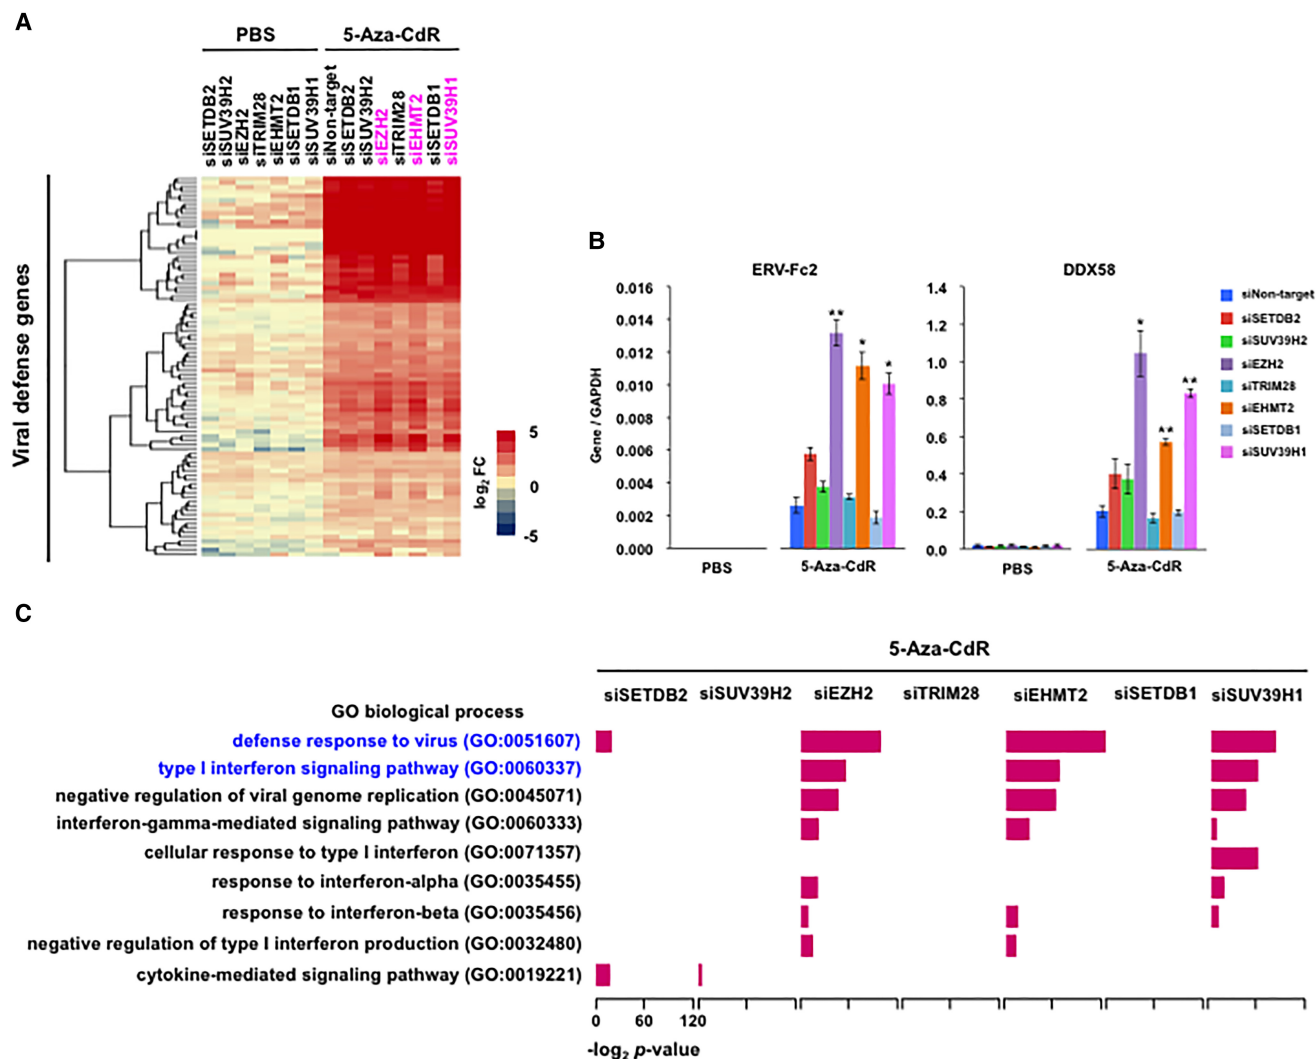 A
PBS
5-Aza-CdR
siSETDB2
siSUV39H2
siEZH2
siTRIM28
siEHMT2
siSETDB1
siSUV39H1
siNon-target
siSETDB2
siSUV39H2
siEZH2
siTRIM28
siEHMT2
siSETDB1
siSUV39H1
Viral defense genes
5
0
-5
log2 FC
B
ERV-Fc2
DDX58
Gene / GAPDH
0.016
0.014
0.012
0.010
0.008
0.006
0.004
0.002
0.000
**
*
*
PBS
5-Aza-CdR
1.4
1.2
1.0
0.8
0.6
0.4
0.2
0.0
*
**
**
PBS
5-Aza-CdR
siNon-target
siSETDB2
siSUV39H2
siEZH2
siTRIM28
siEHMT2
siSETDB1
siSUV39H1
C
5-Aza-CdR
siSETDB2 siSUV39H2 siEZH2 siTRIM28 siEHMT2 siSETDB1 siSUV39H1
GO biological process
defense response to virus (GO:0051607)
type I interferon signaling pathway (GO:0060337)
negative regulation of viral genome replication (GO:0045071)
interferon-gamma-mediated signaling pathway (GO:0060333)
cellular response to type I interferon (GO:0071357)
response to interferon-alpha (GO:0035455)
response to interferon-beta (GO:0035456)
negative regulation of type I interferon production (GO:0032480)
cytokine-mediated signaling pathway (GO:0019221)
0 60 120
-log2 p-value